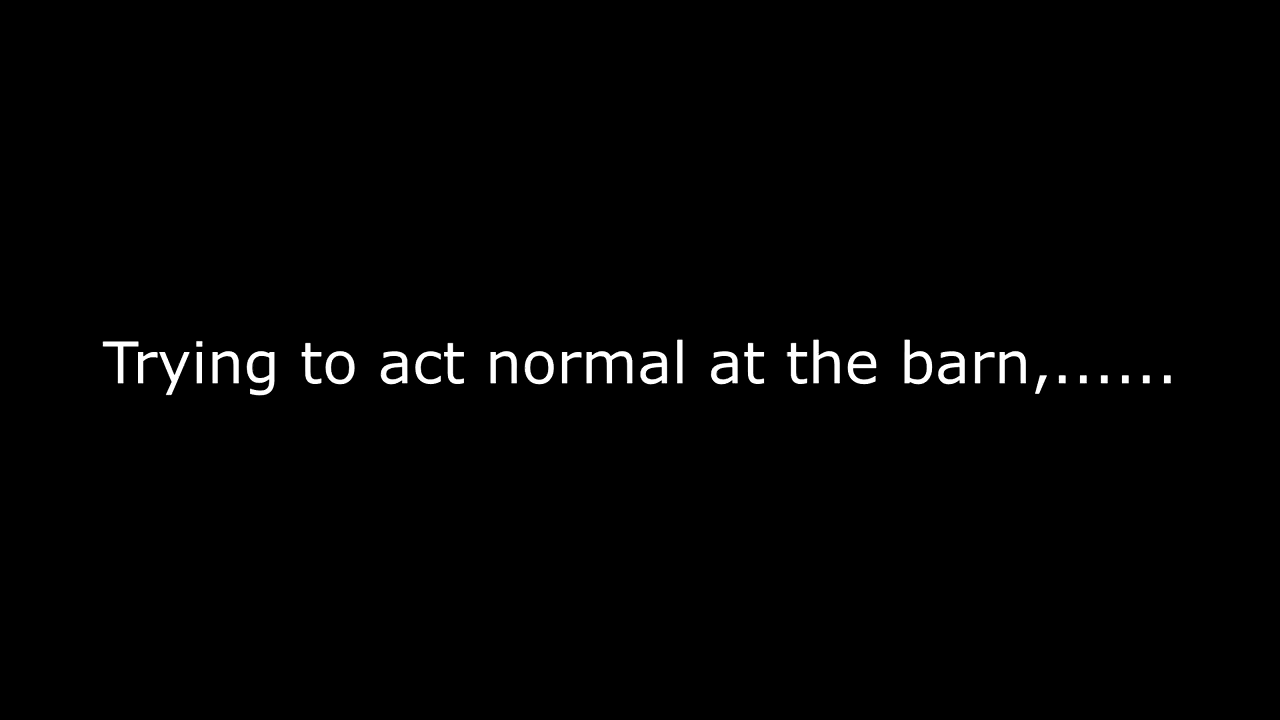 Trying to act normal at the barn,......